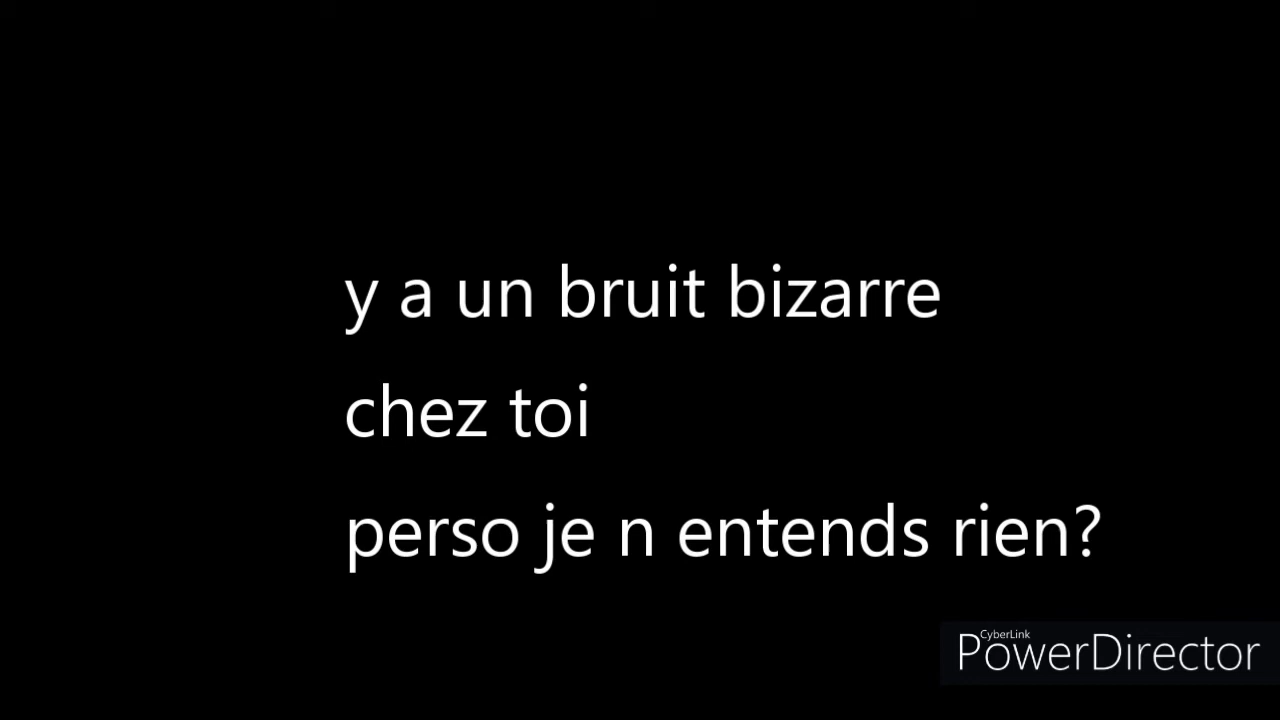 y a un bruit bizarre
chez toi
perso je n entends rien?
CyberLink
PowerDirector